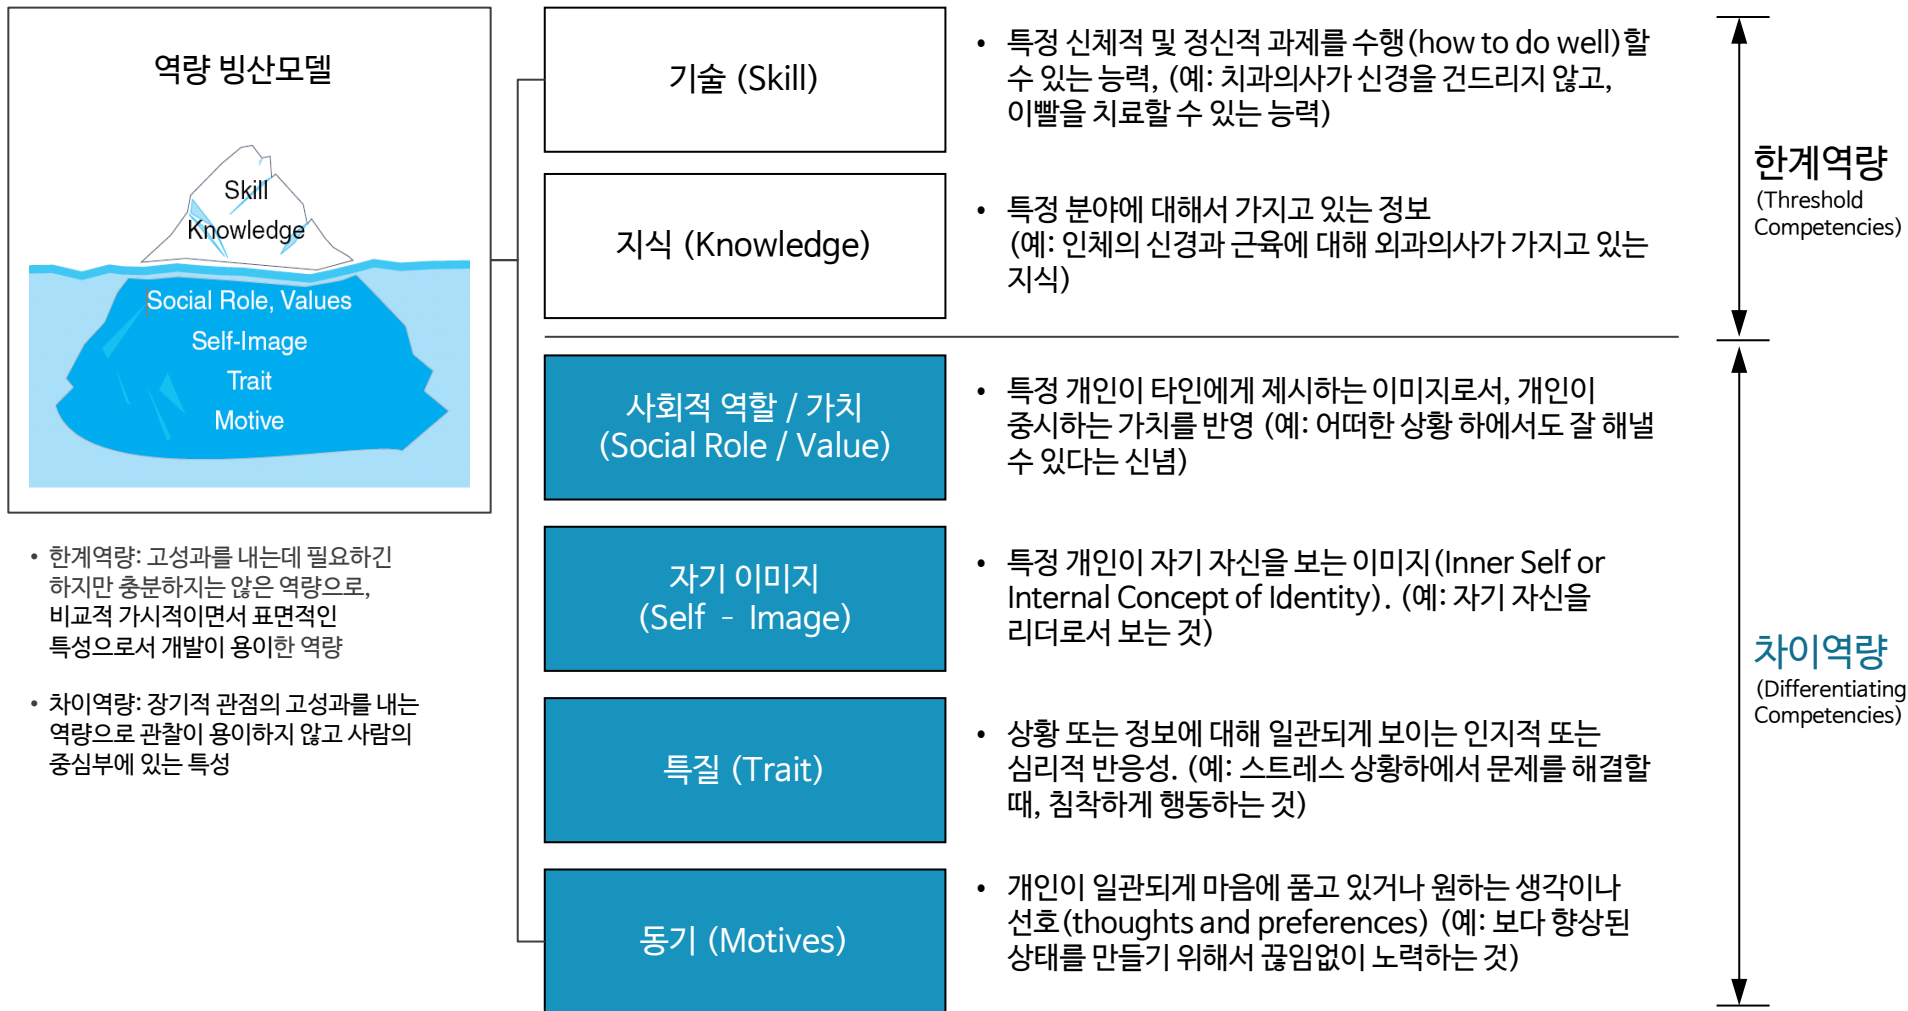 역량 빙산모델
Skill
Knowledge
Social Role, Values
Self-Image
Trait
Motive
• 한계역량: 고성과를 내는데 필요하긴
하지만 충분하지는 않은 역량으로,
비교적 가시적이면서 표면적인
특성으로서 개발이 용이한 역량
• 차이역량: 장기적 관점의 고성과를 내는
역량으로 관찰이 용이하지 않고 사람의
중심부에 있는 특성
기술 (Skill)
• 특정 신체적 및 정신적 과제를 수행(how to do well)할
수 있는 능력, (예: 치과의사가 신경을 건드리지 않고,
이빨을 치료할 수 있는 능력)
지식 (Knowledge)
• 특정 분야에 대해서 가지고 있는 정보
(예: 인체의 신경과 근육에 대해 외과의사가 가지고 있는
지식)
사회적 역할 / 가치
(Social Role / Value)
• 특정 개인이 타인에게 제시하는 이미지로서, 개인이
중시하는 가치를 반영 (예: 어떠한 상황 하에서도 잘 해낼
수 있다는 신념)
자기 이미지
(Self - Image)
• 특정 개인이 자기 자신을 보는 이미지(Inner Self or
Internal Concept of Identity). (예: 자기 자신을
리더로서 보는 것)
특질 (Trait)
• 상황 또는 정보에 대해 일관되게 보이는 인지적 또는
심리적 반응성. (예: 스트레스 상황하에서 문제를 해결할
때, 침착하게 행동하는 것)
동기 (Motives)
• 개인이 일관되게 마음에 품고 있거나 원하는 생각이나
선호(thoughts and preferences) (예: 보다 향상된
상태를 만들기 위해서 끊임없이 노력하는 것)
한계역량
(Threshold
Competencies)
차이역량
(Differentiating
Competencies)